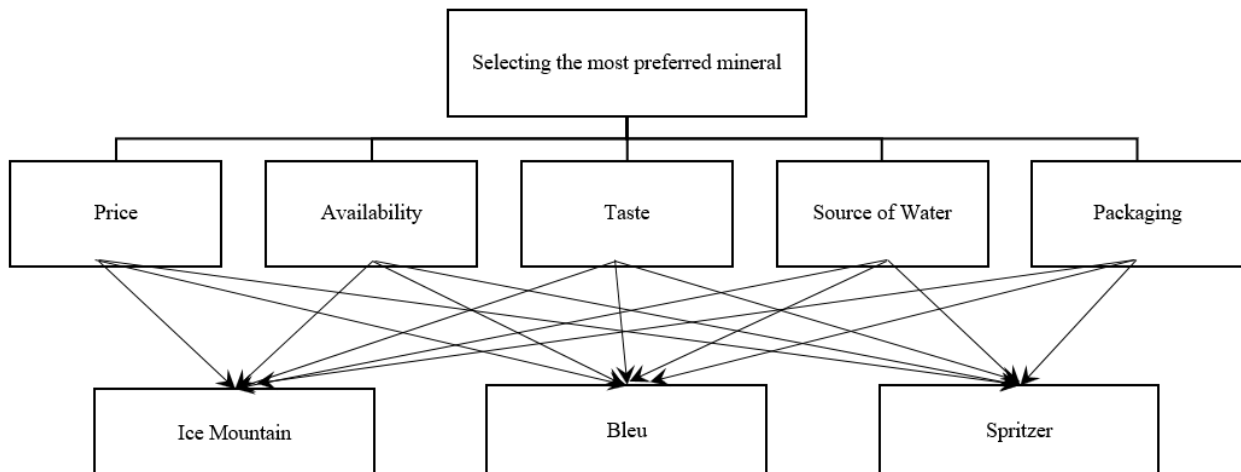 Selecting the most preferred mineral
Price
Availability
Taste
Source of Water
Packaging
Ice Mountain
Bleu
Spritzer